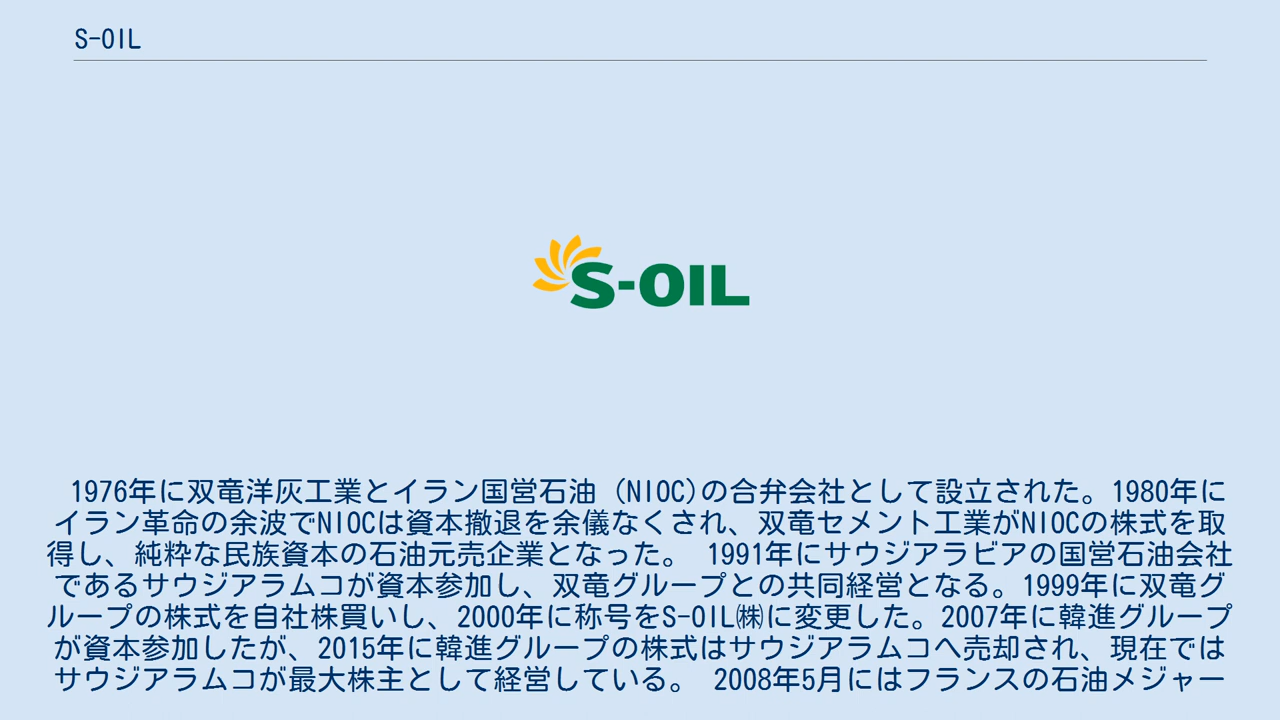 S-OIL
S-OIL
1976年に双竜洋灰工業とイラン国営石油 (NIOC)の合弁会社として設立された。1980年に
イラン革命の余波でNIOCは資本撤退を余儀なくされ、双竜セメント工業がNIOCの株式を取
得し、純粋な民族資本の石油元売企業となった。 1991年にサウジアラビアの国営石油会社
であるサウジアラムコが資本参加し、双竜グループとの共同経営となる。1999年に双竜グ
ループの株式を自社株買いし、2000年に称号をS-OIL㈱に変更した。2007年に韓進グループ
が資本参加したが、2015年に韓進グループの株式はサウジアラムコへ売却され、現在では
サウジアラムコが最大株主として経営している。 2008年5月にはフランスの石油メジャー